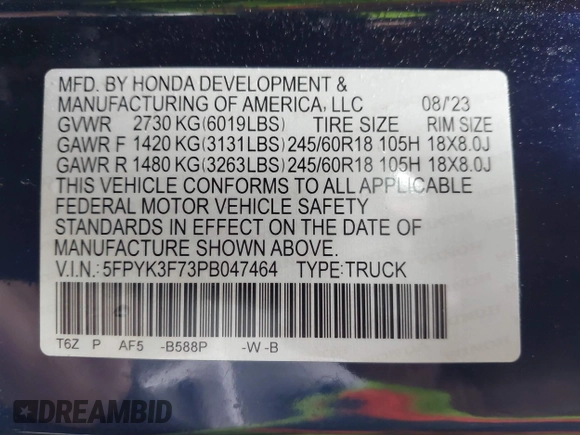 MFD. BY HONDA DEVELOPMENT &
MANUFACTURING OF AMERICA, LLC 08/'23
GVWR 2730 KG(6019LBS) TIRE SIZE RIM SIZE
GAWR F 1420 KG(3131LBS) 245/60R18 105H 18X8.0J
GAWR R 1480 KG(3263LBS) 245/60R18 105H 18X8.0J
THIS VEHICLE CONFORMS TO ALL APPLICABLE
FEDERAL MOTOR VEHICLE SAFETY
STANDARDS IN EFFECT ON THE DATE OF
MANUFACTURE SHOWN ABOVE.
V.I.N.:5FPYK3F73PB047464 TYPE:TRUCK
T6Z P AF5 -B588P -W -B
DREAMBID